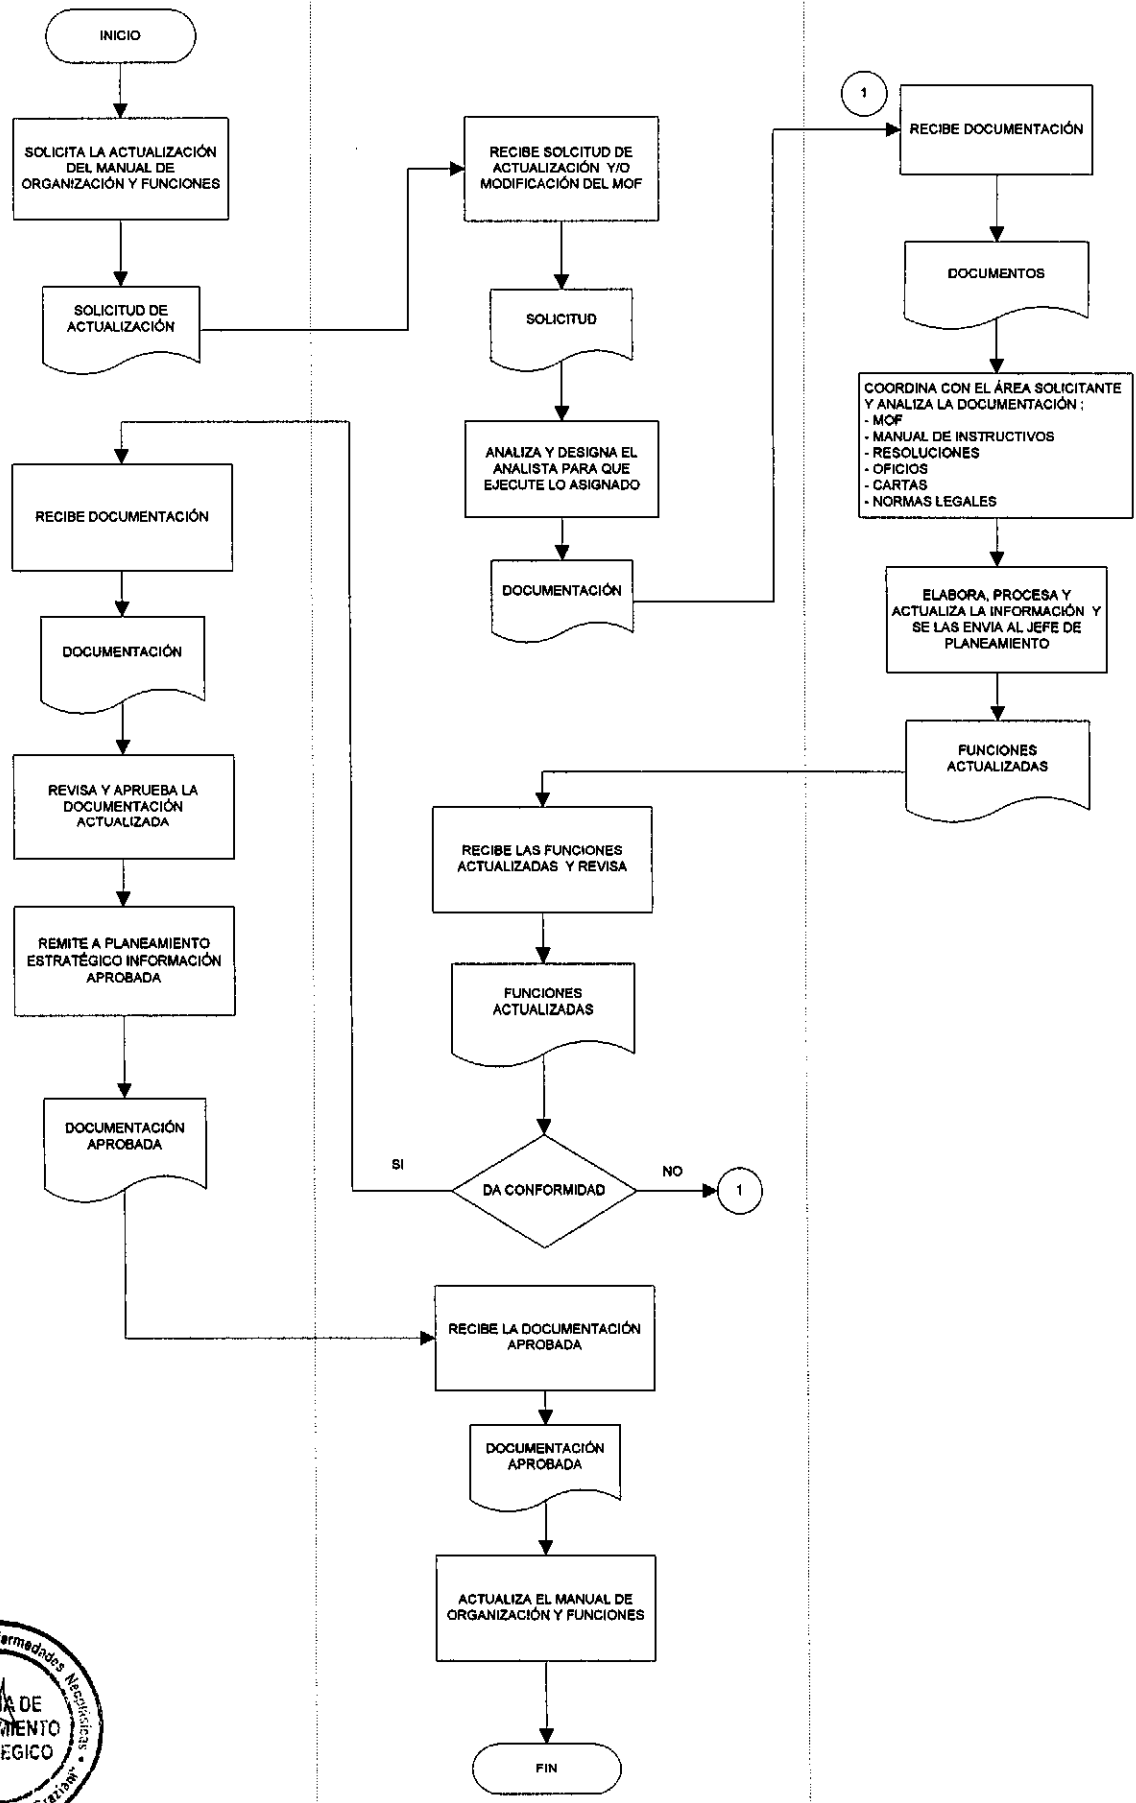 INICIO
SOLICITA LA ACTUALIZACIÓN
DEL MANUAL DE
ORGANIZACIÓN Y FUNCIONES
SOLICITUD DE
ACTUALIZACIÓN
RECIBE SOLCITUD DE
ACTUALIZACIÓN Y/O
MODIFICACIÓN DEL MOF
SOLICITUD
ANALIZA Y DESIGNA EL
ANALISTA PARA QUE
EJECUTE LO ASIGNADO
DOCUMENTACIÓN
1
RECIBE DOCUMENTACIÓN
DOCUMENTOS
COORDINA CON EL ÁREA SOLICITANTE
Y ANALIZA LA DOCUMENTACIÓN ;
- MOF
- MANUAL DE INSTRUCTIVOS
- RESOLUCIONES
- OFICIOS
- CARTAS
- NORMAS LEGALES
ELABORA, PROCESA Y
ACTUALIZA LA INFORMACIÓN Y
SE LAS ENVIA AL JEFE DE
PLANEAMIENTO
FUNCIONES
ACTUALIZADAS
RECIBE LAS FUNCIONES
ACTUALIZADAS Y REVISA
FUNCIONES
ACTUALIZADAS
DA CONFORMIDAD
SI
NO
1
RECIBE DOCUMENTACIÓN
DOCUMENTACIÓN
REVISA Y APRUEBA LA
DOCUMENTACIÓN
ACTUALIZADA
REMITE A PLANEAMIENTO
ESTRATÉGICO INFORMACIÓN
APROBADA
DOCUMENTACIÓN
APROBADA
RECIBE LA DOCUMENTACIÓN
APROBADA
DOCUMENTACIÓN
APROBADA
ACTUALIZA EL MANUAL DE
ORGANIZACIÓN Y FUNCIONES
FIN
ermedades Neoplásicas
A DE
MIENTO
EGICO